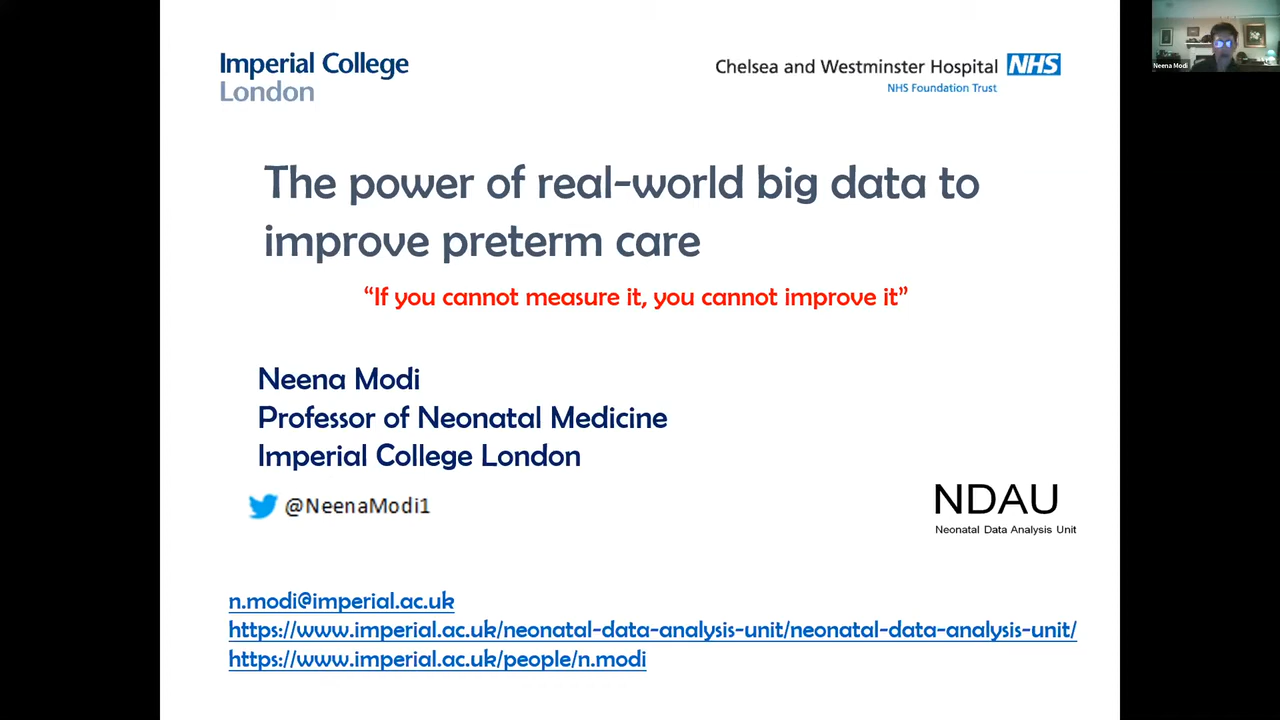 Imperial College
London
Chelsea and Westminster Hospital NHS
NHS Foundation Trust
Neena Modi
The power of real-world big data to
improve preterm care
“If you cannot measure it, you cannot improve it”
Neena Modi
Professor of Neonatal Medicine
Imperial College London
@NeenaModi1
NDAU
Neonatal Data Analysis Unit
n.modi@imperial.ac.uk
https://www.imperial.ac.uk/neonatal-data-analysis-unit/neonatal-data-analysis-unit/
https://www.imperial.ac.uk/people/n.modi